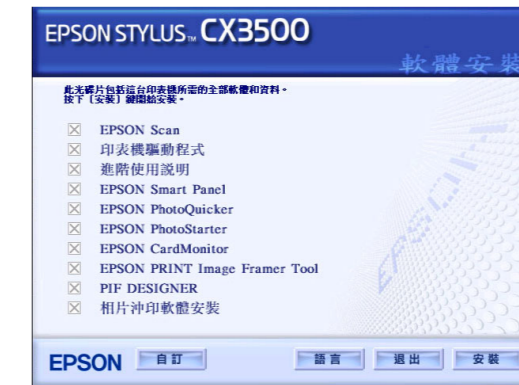 EPSON STYLUS™ CX3500
軟體安裝
此光碟片包括這台印表機所需的全部軟體和資料。
按下〔安裝〕鍵開始安裝。
EPSON Scan
印表機驅動程式
進階使用說明
EPSON Smart Panel
EPSON PhotoQuicker
EPSON PhotoStarter
EPSON CardMonitor
EPSON PRINT Image Framer Tool
PIF DESIGNER
相片沖印軟體安裝
EPSON
EPSON 自訂 語言 退出 安裝